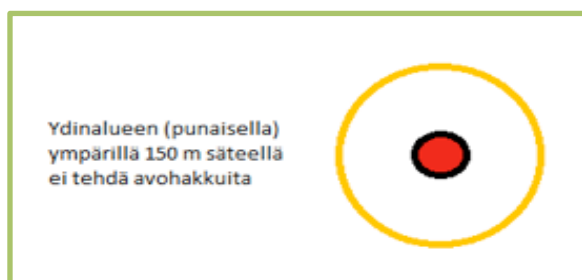 Ydinalueen (punaisella)
ympärillä 150 m säteellä
ei tehdä avohakkuita